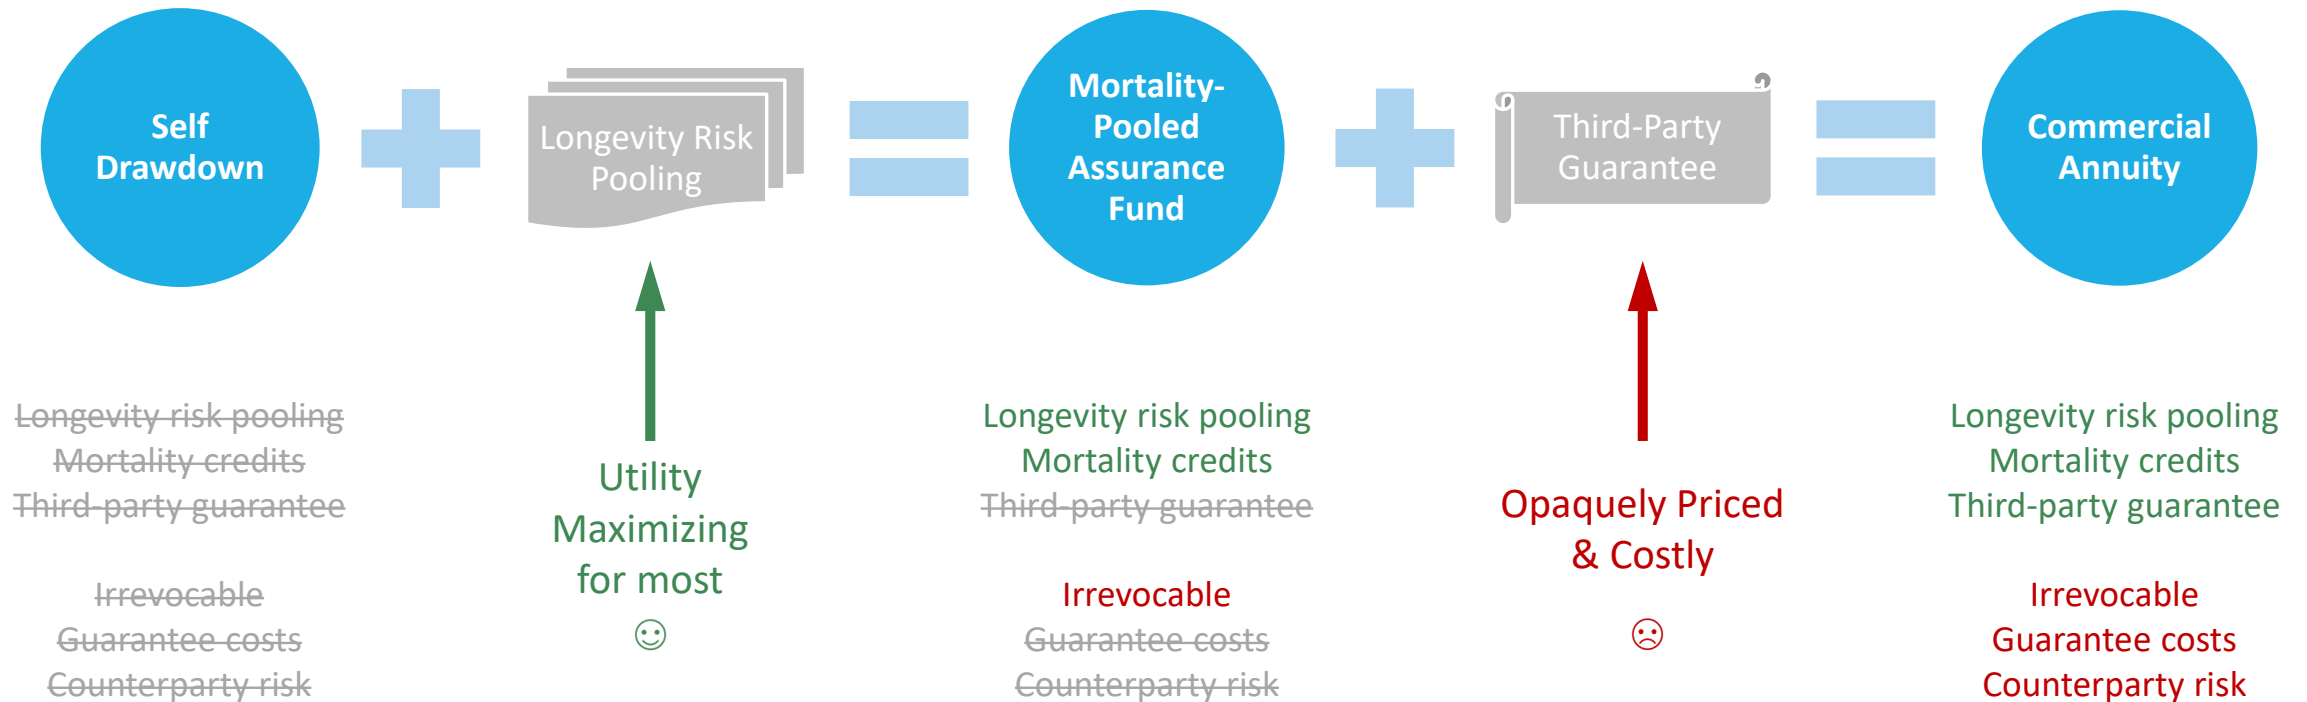 Self
Drawdown
Longevity Risk
Pooling
Mortality-
Pooled
Assurance
Fund
Third-Party
Guarantee
Commercial
Annuity
Longevity risk pooling
Mortality credits
Third-party guarantee
Irrevocable
Guarantee costs
Counterparty risk
Utility
Maximizing
for most
☺
Longevity risk pooling
Mortality credits
Third-party guarantee
Irrevocable
Guarantee costs
Counterparty risk
Opaquely Priced
& Costly
☹
Longevity risk pooling
Mortality credits
Third-party guarantee
Irrevocable
Guarantee costs
Counterparty risk